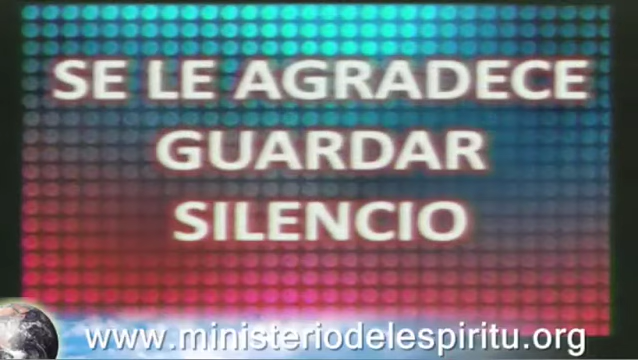 SE LE AGRADECE
GUARDAR
SILENCIO
www.ministeriodelespiritu.org